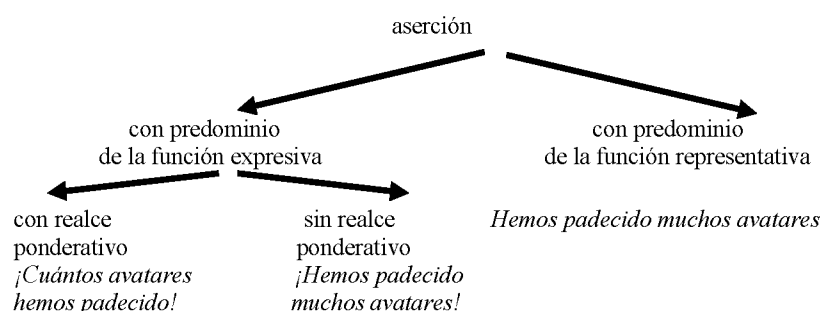 aserción
con predominio
de la función expresiva
con predominio
de la función representativa
con realce
ponderativo
¡Cuántos avatares
hemos padecido!
sin realce
ponderativo
¡Hemos padecido
muchos avatares!
Hemos padecido muchos avatares